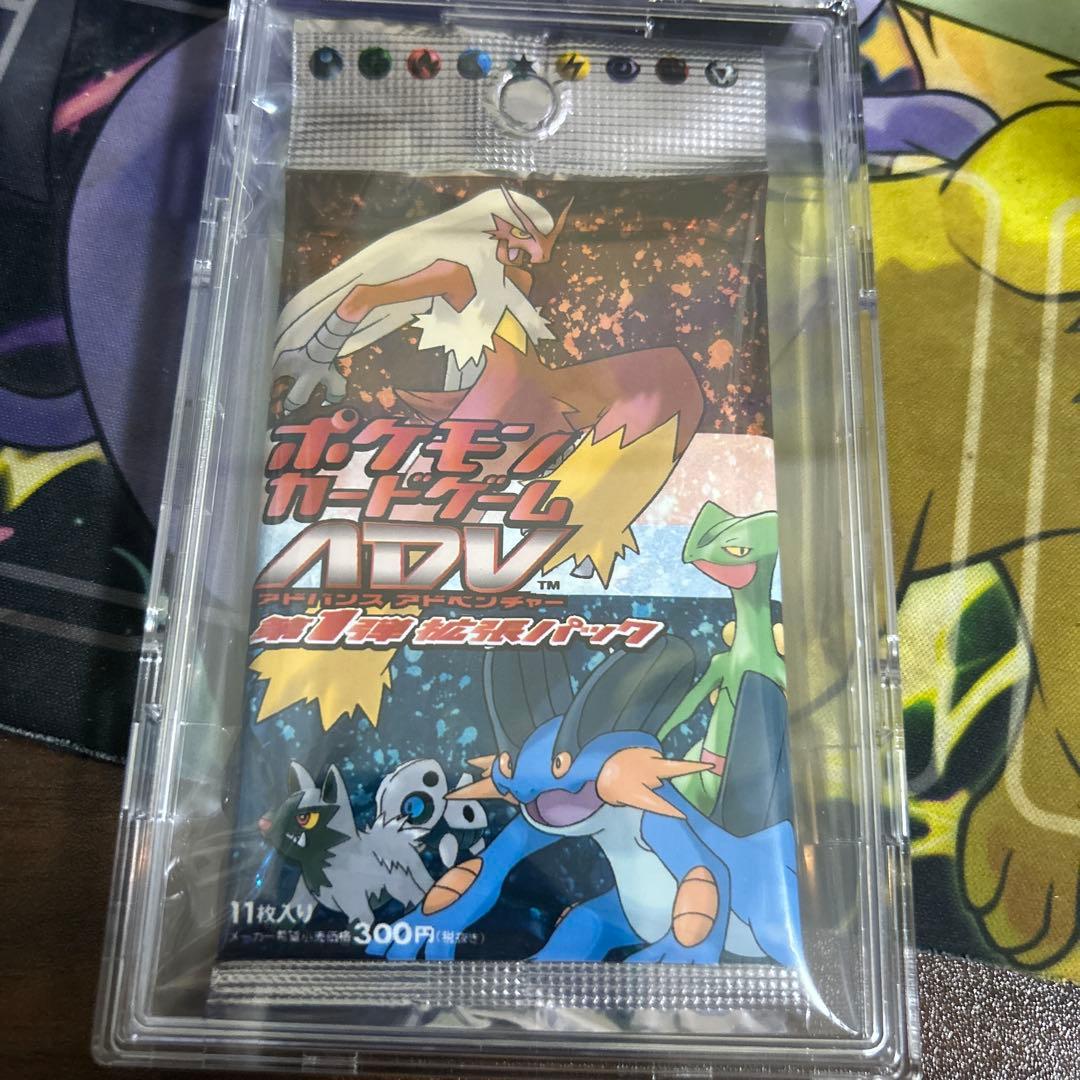 ポケモン
カードゲーム
ADV™
アドバンス アドベンチャー
第1弾 拡張パック
11枚入り
メーカー希望小売価格300円(税抜き)